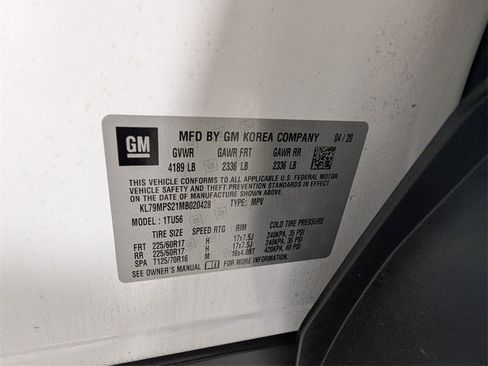 GM
MFD BY GM KOREA COMPANY 04 / 20
GVWR GAWR FRT GAWR RR
4189 LB 2336 LB 2336 LB
THIS VEHICLE CONFORMS TO ALL APPLICABLE U.S. FEDERAL MOTOR
VEHICLE SAFETY AND THEFT PREVENTION STANDARDS IN EFFECT
ON THE DATE OF MANUFACTURE SHOWN ABOVE.
KL79MPS21MB020428 TYPE: MPV
MODEL : 1TU56
TIRE SIZE SPEED RTG RIM COLD TIRE PRESSURE
FRT 225/60R17 H 17x7.5J 240KPA, 35 PSI
RR 225/60R17 H 17x7.5J 240KPA, 35 PSI
SPA T125/70R16 M 16x4.0BT 420KPA, 60 PSI
SEE OWNER'S MANUAL FOR MORE INFORMATION.